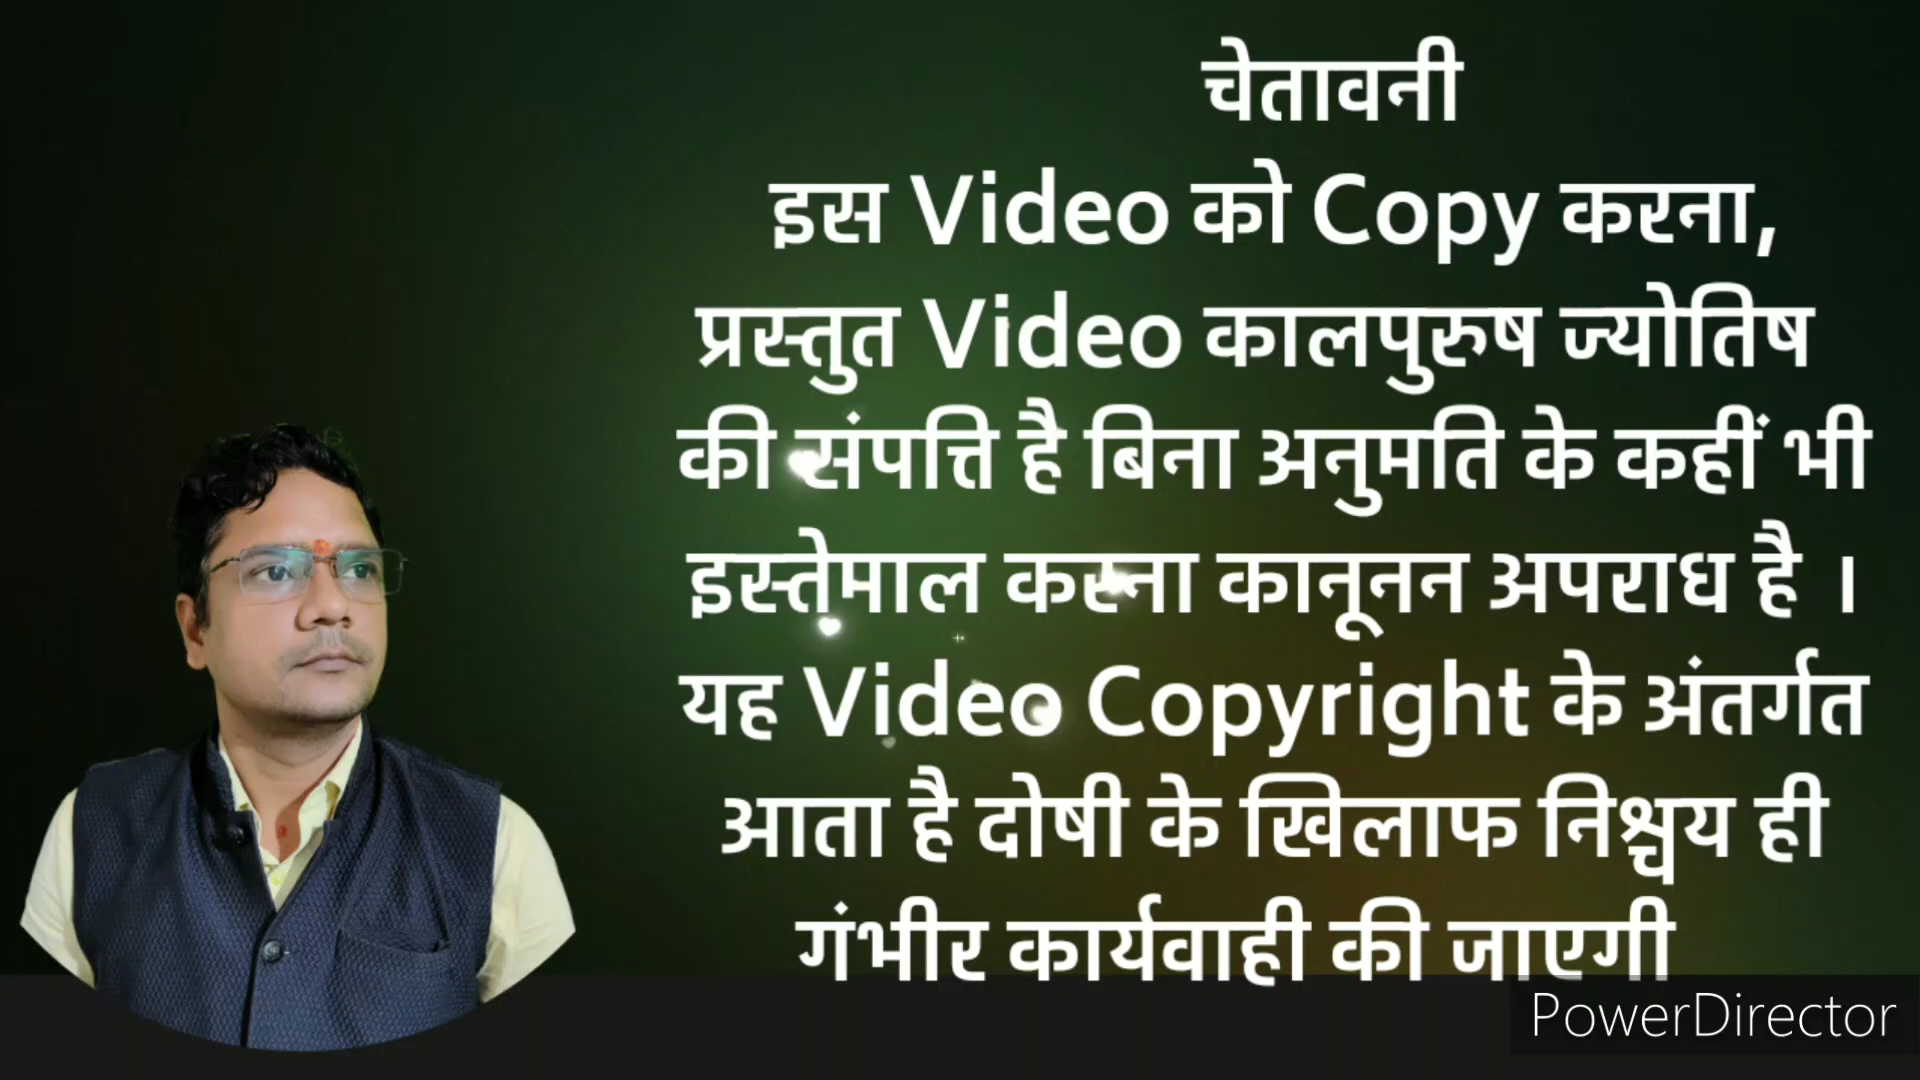 चेतावनी
इस Video को Copy करना,
प्रस्तुत Video कालपुरुष ज्योतिष
की संपत्ति है बिना अनुमति के कहीं भी
इस्तेमाल करना कानूनन अपराध है ।
यह Video Copyright के अंतर्गत
आता है दोषी के खिलाफ निश्चय ही
गंभीर कार्यवाही की जाएगी
PowerDirector